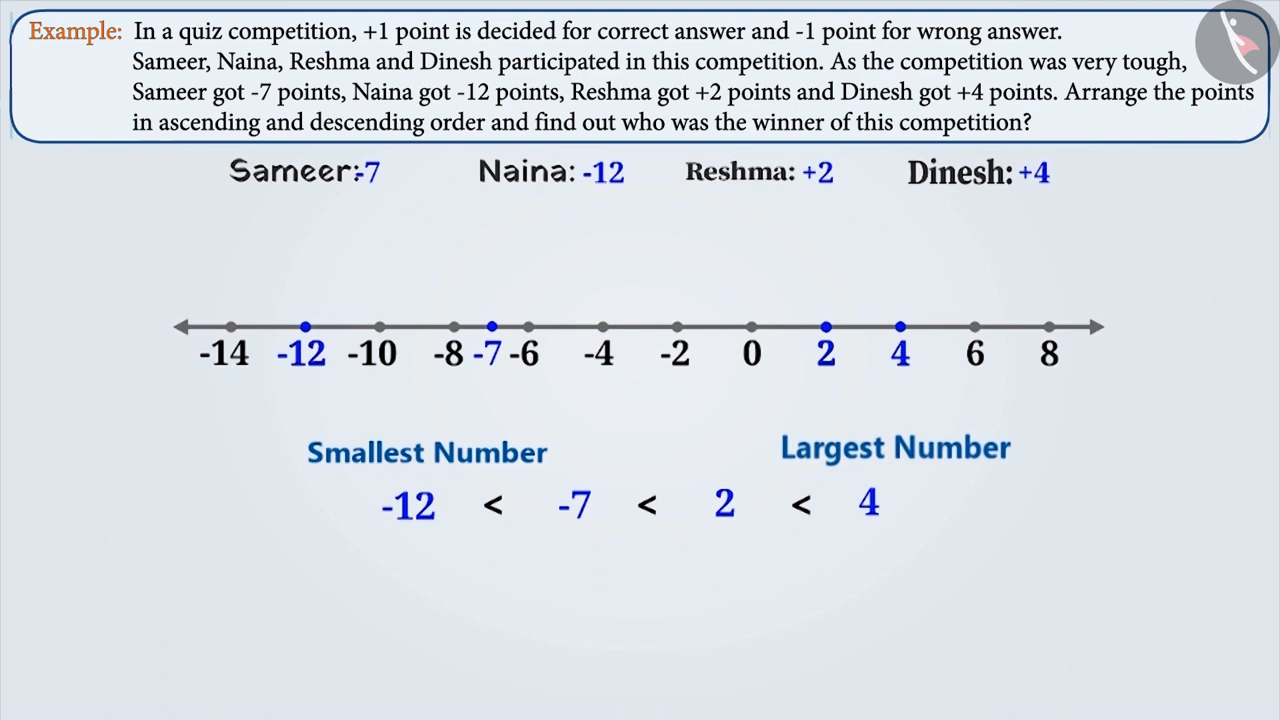 Example: In a quiz competition, +1 point is decided for correct answer and -1 point for wrong answer.
Sameer, Naina, Reshma and Dinesh participated in this competition. As the competition was very tough,
Sameer got -7 points, Naina got -12 points, Reshma got +2 points and Dinesh got +4 points. Arrange the points
in ascending and descending order and find out who was the winner of this competition?
Sameer:-7 Naina: -12 Reshma: +2 Dinesh: +4
-14 -12 -10 -8 -7 -6 -4 -2 0 2 4 6 8
Smallest Number Largest Number
-12 < -7 < 2 < 4